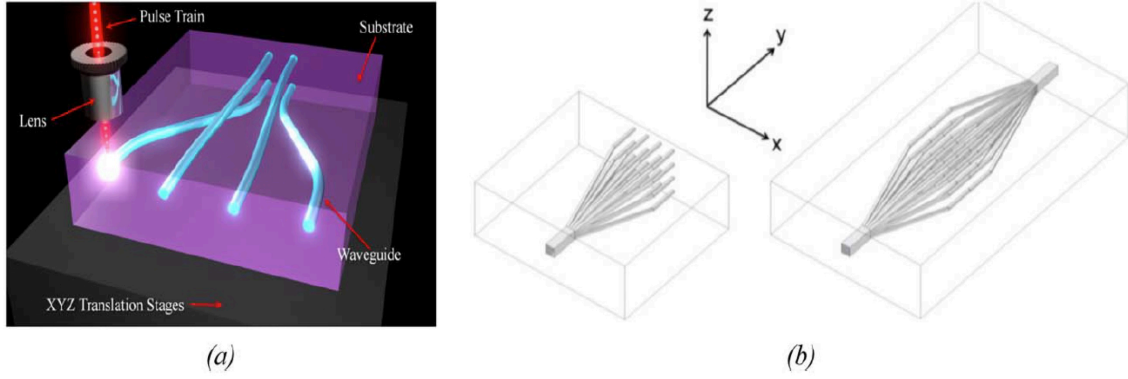 Pulse Train
Substrate
Lens
Waveguide
XYZ Translation Stages
z
y
x
(a)
(b)